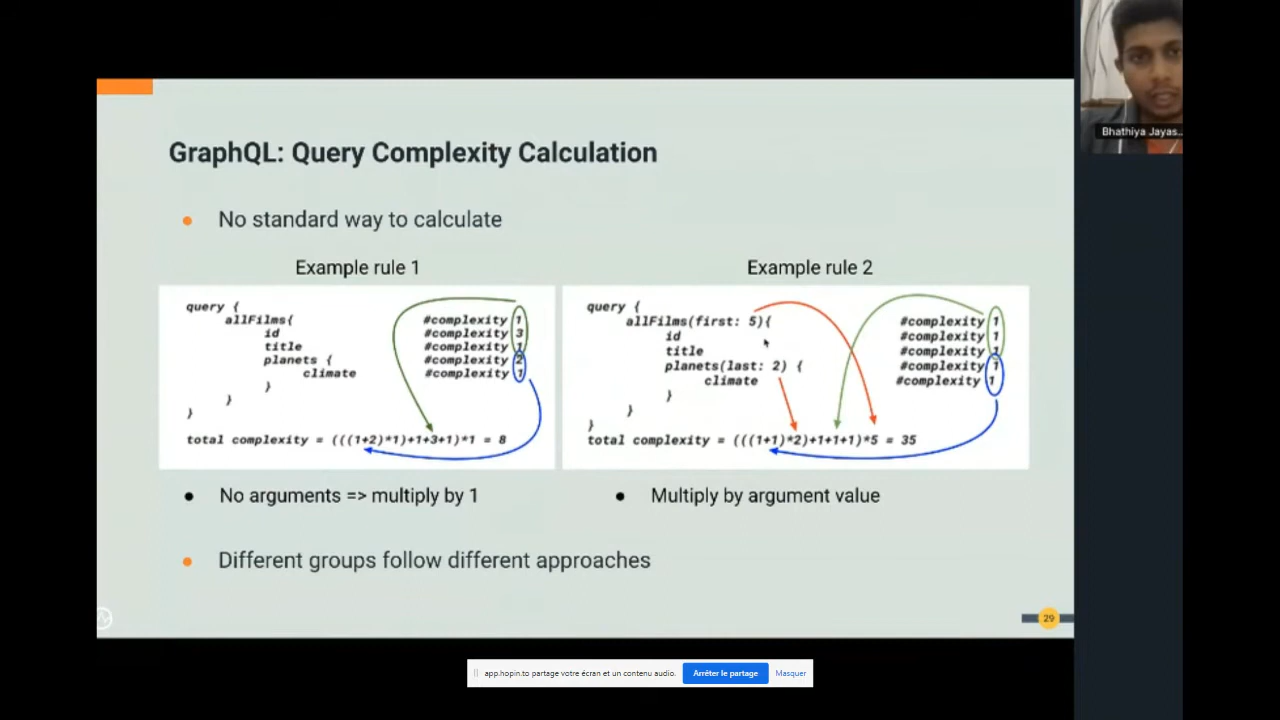 Bhathiya Jayas..
GraphQL: Query Complexity Calculation
No standard way to calculate
Example rule 1
query {
allFilms{ #complexity 1
id #complexity 3
title #complexity 1
planets { #complexity 2
climate #complexity 1
}
}
}
total complexity = (((1+2)*1)+1+3+1)*1 = 8
No arguments => multiply by 1
Example rule 2
query {
allFilms(first: 5){ #complexity 1
id #complexity 1
title #complexity 1
planets(last: 2) { #complexity 1
climate #complexity 1
}
}
}
total complexity = (((1+1)*2)+1+1+1)*5 = 35
Multiply by argument value
Different groups follow different approaches
29
app.hopin.to partage votre écran et un contenu audio. Arrêter le partage Masquer